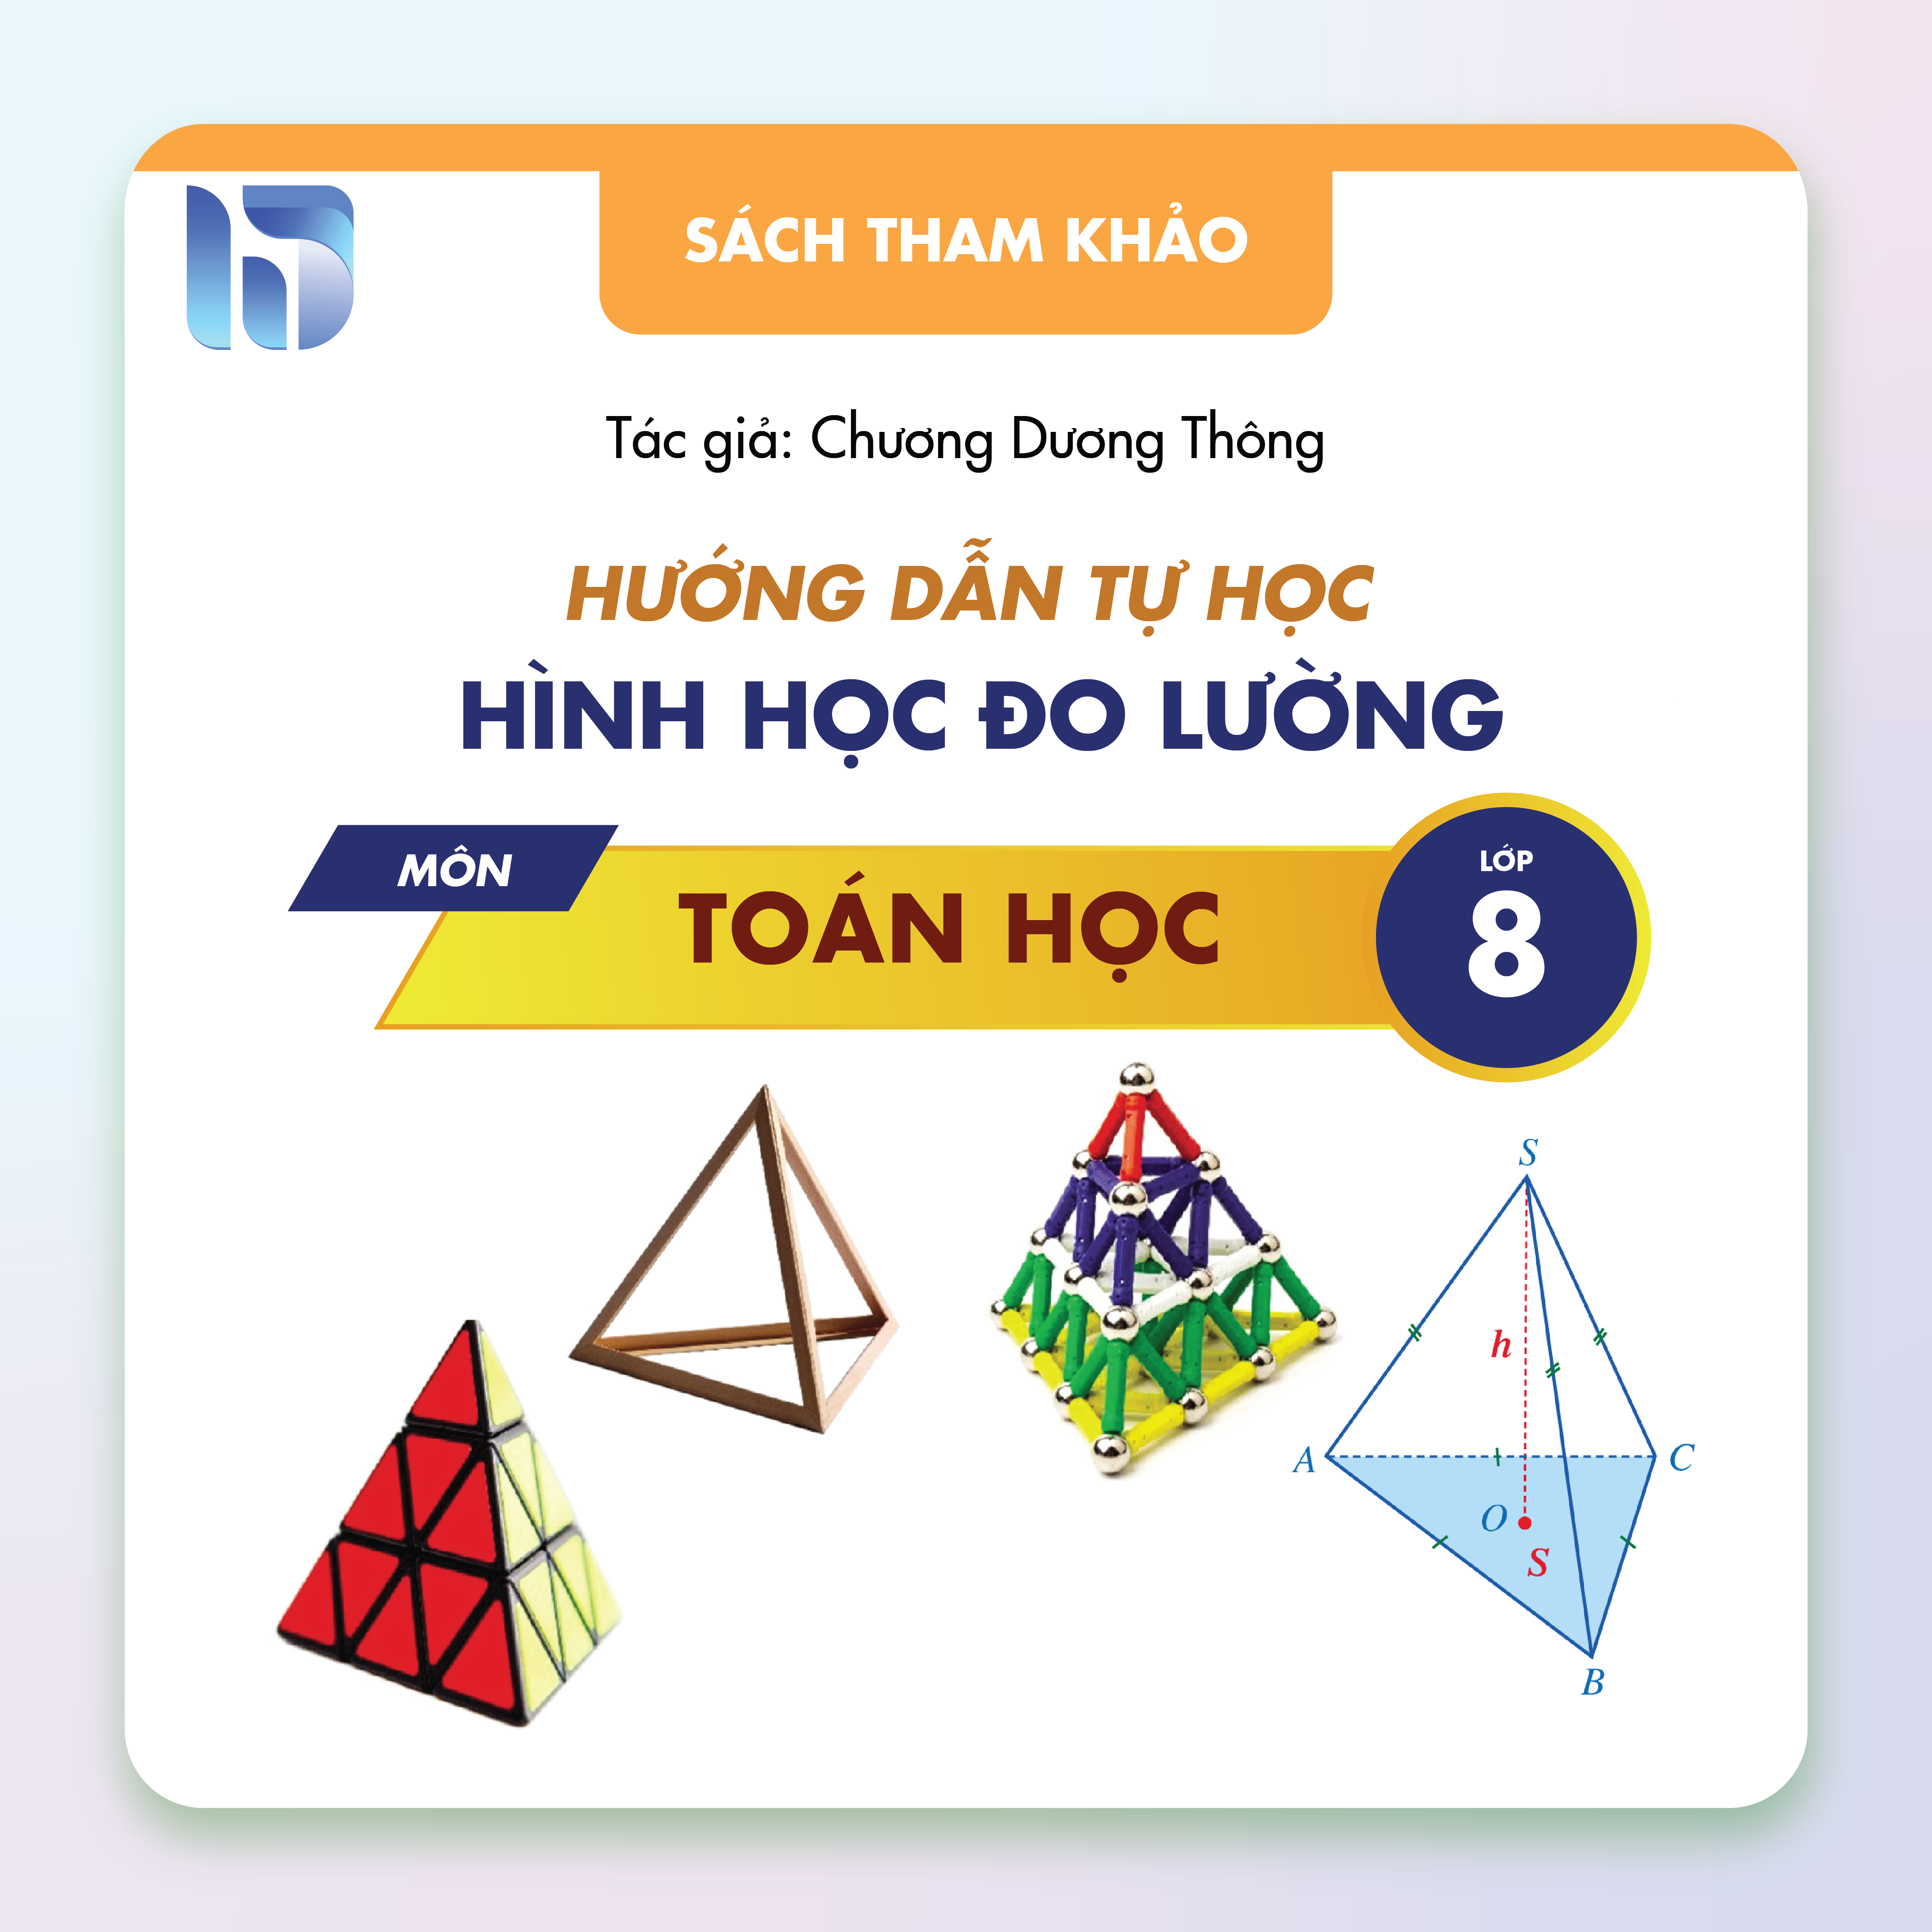 SÁCH THAM KHẢO
Tác giả: Chương Dương Thông
HƯỚNG DẪN TỰ HỌC
HÌNH HỌC ĐO LƯỜNG
MÔN
TOÁN HỌC
LỚP
8
S
h
A
C
O
S
B